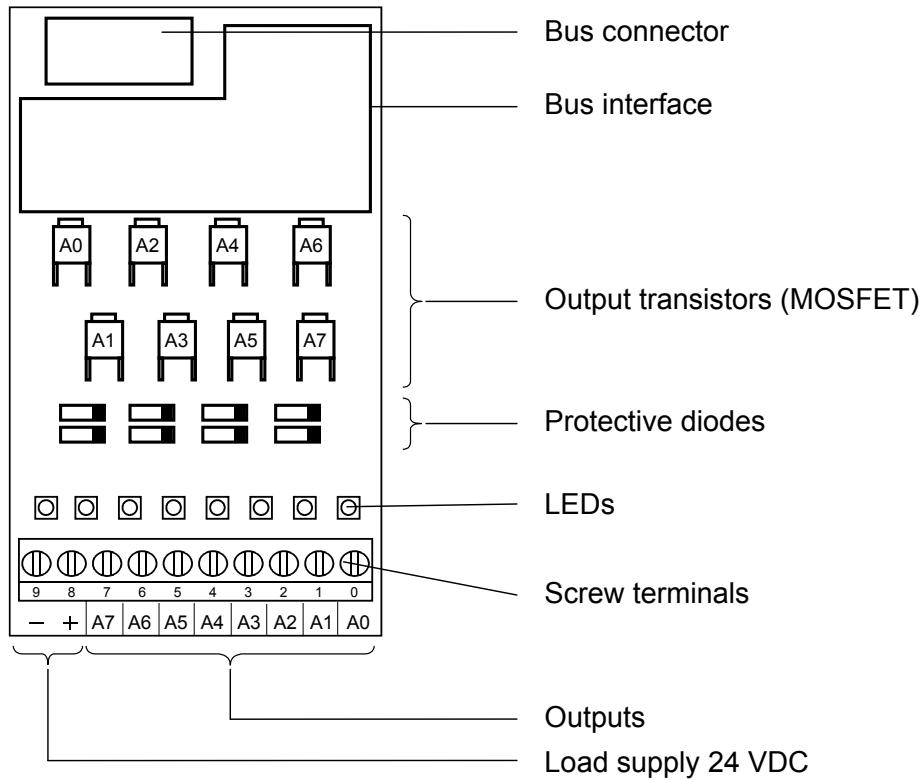 Bus connector
Bus interface
A0 A2 A4 A6
Output transistors (MOSFET)
A1 A3 A5 A7
Protective diodes
LEDs
Screw terminals
9 8 7 6 5 4 3 2 1 0
– + A7 A6 A5 A4 A3 A2 A1 A0
Outputs
Load supply 24 VDC